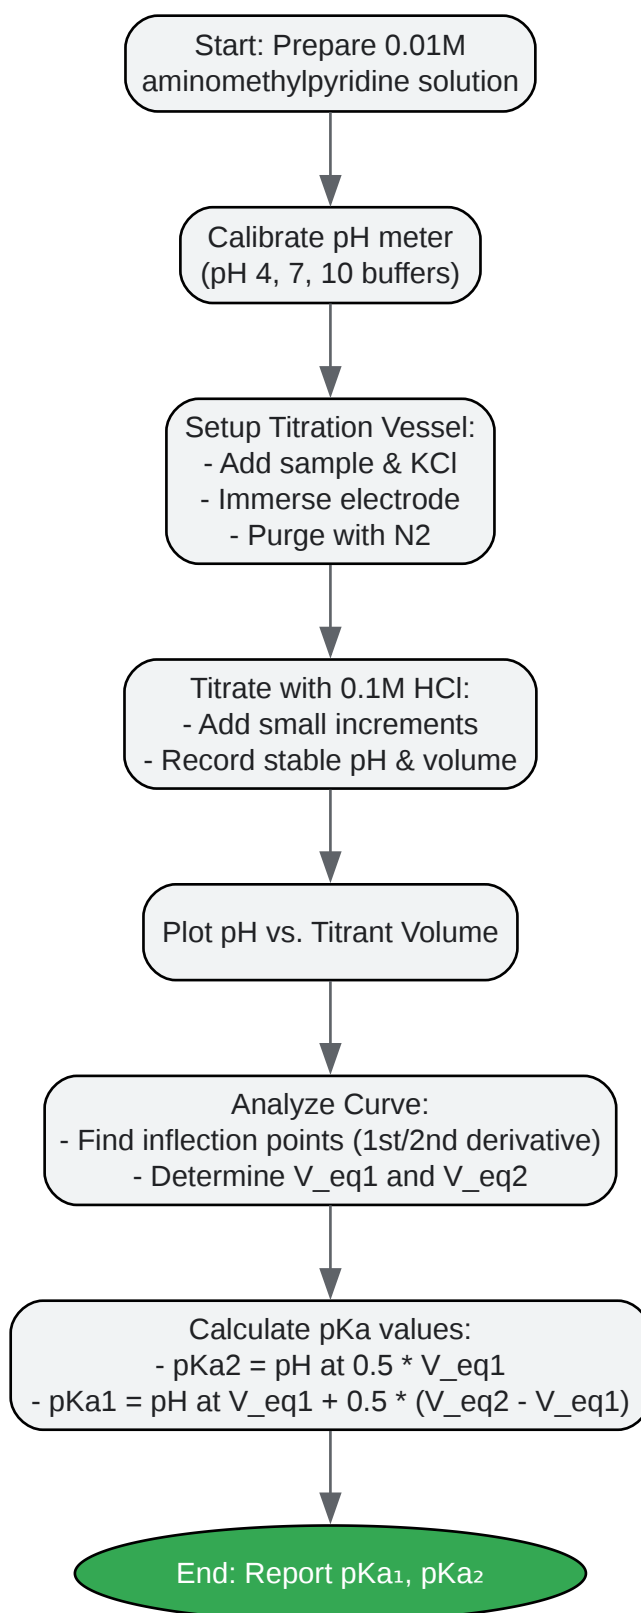 Start: Prepare 0.01M
aminomethylpyridine solution
Calibrate pH meter
(pH 4, 7, 10 buffers)
Setup Titration Vessel:
- Add sample & KCl
- Immerse electrode
- Purge with N2
Titrate with 0.1M HCl:
- Add small increments
- Record stable pH & volume
Plot pH vs. Titrant Volume
Analyze Curve:
- Find inflection points (1st/2nd derivative)
- Determine V_eq1 and V_eq2
Calculate pKa values:
- pKa2 = pH at 0.5 * V_eq1
- pKa1 = pH at V_eq1 + 0.5 * (V_eq2 - V_eq1)
End: Report pKa₁, pKa₂